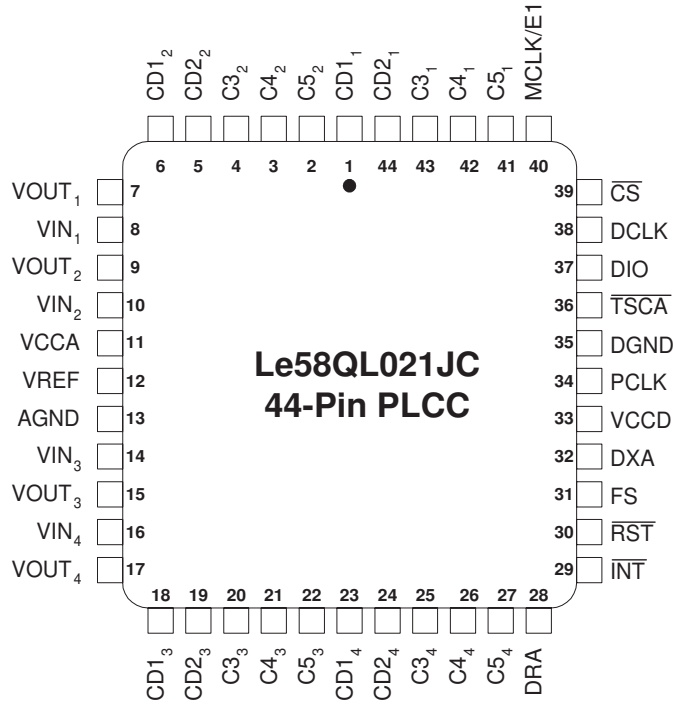 CD1₂ CD2₂ C3₂ C4₂ C5₂ CD1₁ CD2₁ C3₁ C4₁ C5₁ MCLK/E1
6 5 4 3 2 1 44 43 42 41 40
VOUT₁ 7 39 C̅S̅
VIN₁ 8 38 DCLK
VOUT₂ 9 37 DIO
VIN₂ 10 36 T̅S̅C̅A̅
VCCA 11 35 DGND
VREF 12 34 PCLK
AGND 13 33 VCCD
VIN₃ 14 32 DXA
VOUT₃ 15 31 FS
VIN₄ 16 30 R̅S̅T̅
VOUT₄ 17 29 I̅N̅T̅
Le58QL021JC
44-Pin PLCC
18 19 20 21 22 23 24 25 26 27 28
CD1₃ CD2₃ C3₃ C4₃ C5₃ CD1₄ CD2₄ C3₄ C4₄ C5₄ DRA